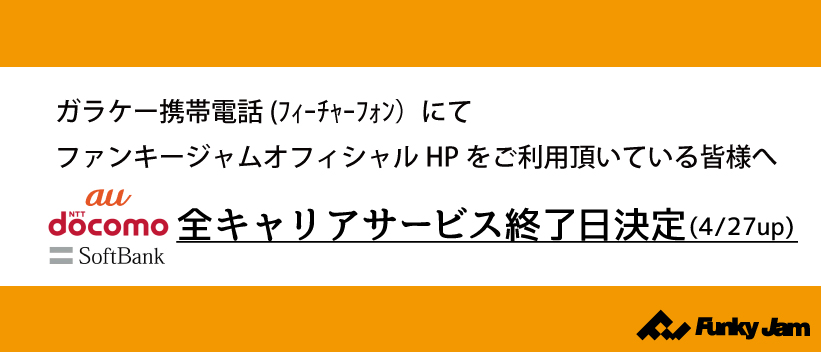 ガラケー携帯電話 (ﾌｨｰﾁｬｰﾌｫﾝ）にて
ファンキージャムオフィシャル HP をご利用頂いている皆様へ
au
NTT
döcomo
SoftBank
全キャリアサービス終了日決定(4/27up)
Funky Jam